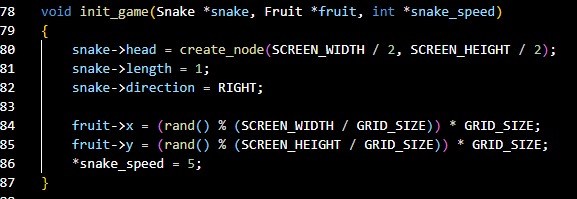 78 void init_game(Snake *snake, Fruit *fruit, int *snake_speed)
79 {
80     snake->head = create_node(SCREEN_WIDTH / 2, SCREEN_HEIGHT / 2);
81     snake->length = 1;
82     snake->direction = RIGHT;
83
84     fruit->x = (rand() % (SCREEN_WIDTH / GRID_SIZE)) * GRID_SIZE;
85     fruit->y = (rand() % (SCREEN_HEIGHT / GRID_SIZE)) * GRID_SIZE;
86     *snake_speed = 5;
87 }